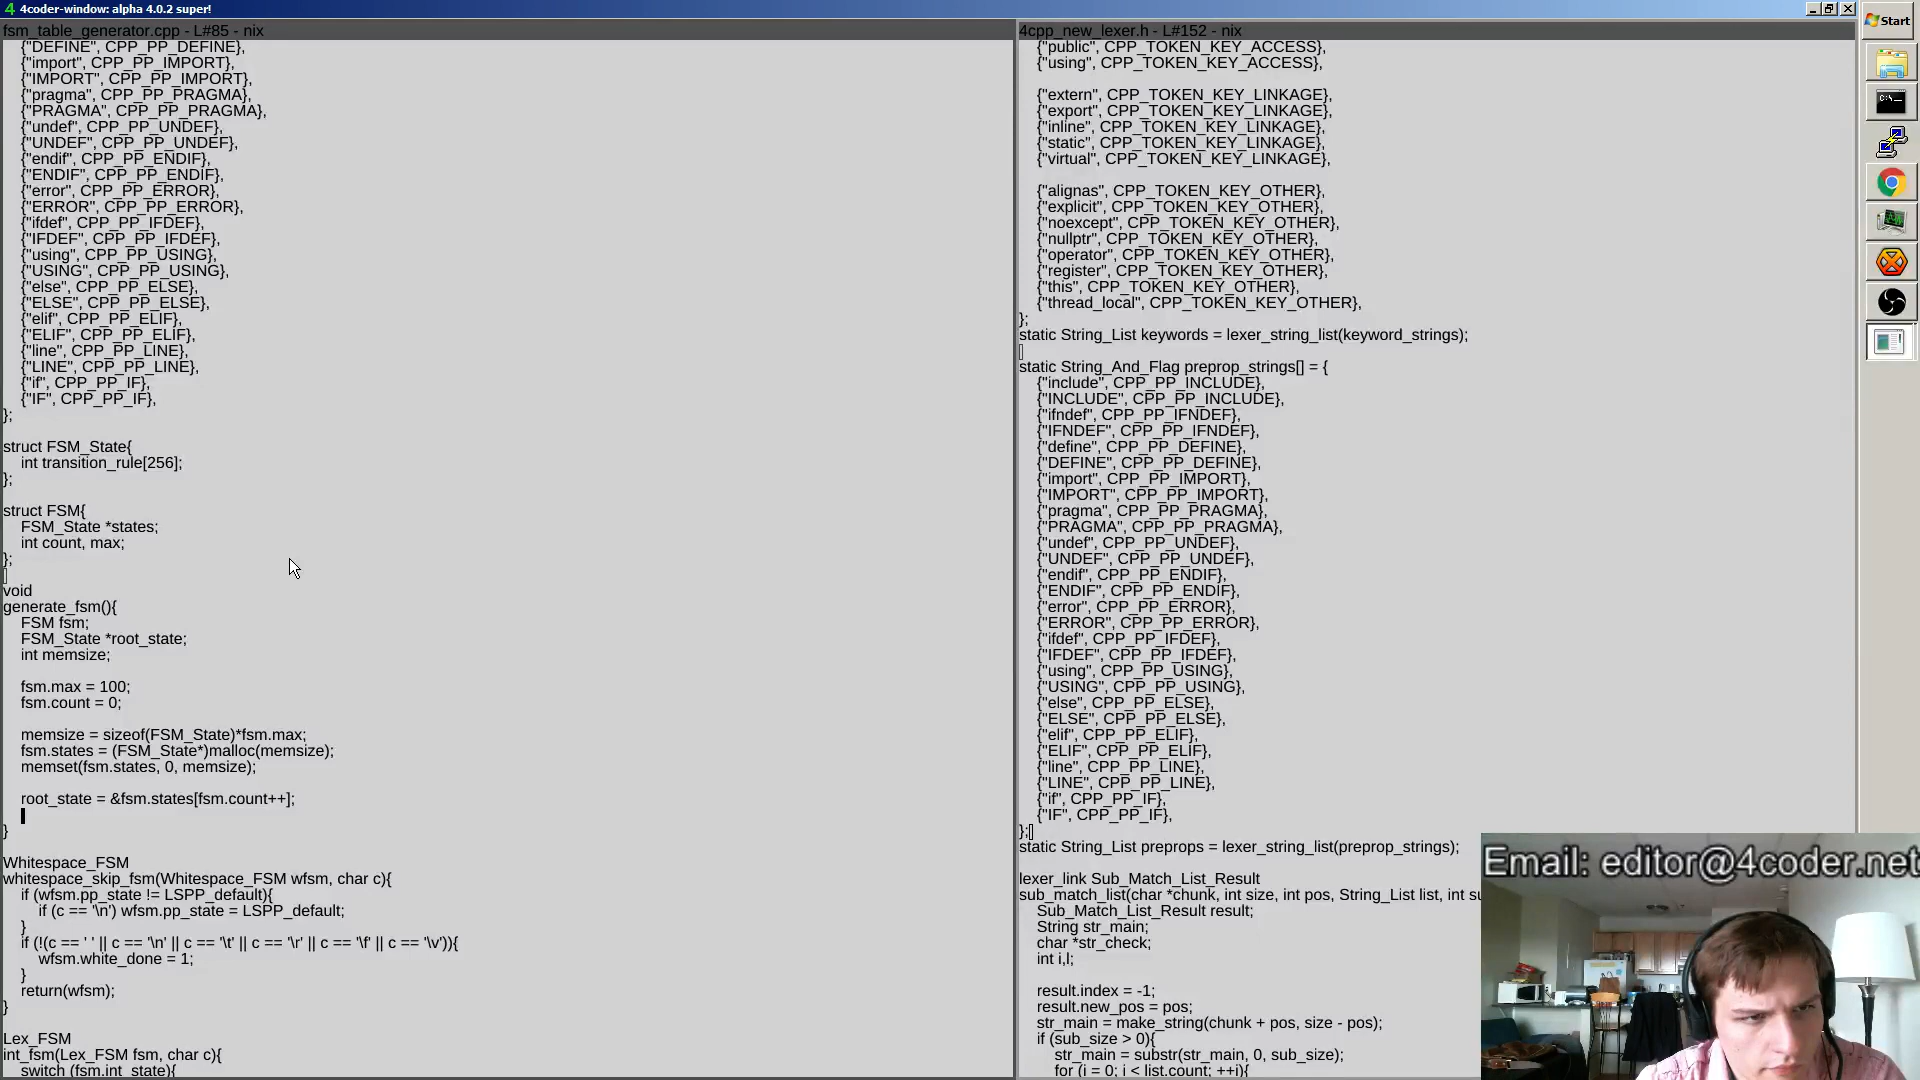 4coder-window: alpha 4.0.2 super!
fsm_table_generator.cpp - L#85 - nix
{"DEFINE", CPP_PP_DEFINE},
{"import", CPP_PP_IMPORT},
{"IMPORT", CPP_PP_IMPORT},
{"pragma", CPP_PP_PRAGMA},
{"PRAGMA", CPP_PP_PRAGMA},
{"undef", CPP_PP_UNDEF},
{"UNDEF", CPP_PP_UNDEF},
{"endif", CPP_PP_ENDIF},
{"ENDIF", CPP_PP_ENDIF},
{"error", CPP_PP_ERROR},
{"ERROR", CPP_PP_ERROR},
{"ifdef", CPP_PP_IFDEF},
{"IFDEF", CPP_PP_IFDEF},
{"using", CPP_PP_USING},
{"USING", CPP_PP_USING},
{"else", CPP_PP_ELSE},
{"ELSE", CPP_PP_ELSE},
{"elif", CPP_PP_ELIF},
{"ELIF", CPP_PP_ELIF},
{"line", CPP_PP_LINE},
{"LINE", CPP_PP_LINE},
{"if", CPP_PP_IF},
{"IF", CPP_PP_IF},
};
struct FSM_State{
int transition_rule[256];
};
struct FSM{
FSM_State *states;
int count, max;
};
void
generate_fsm(){
FSM fsm;
FSM_State *root_state;
int memsize;
fsm.max = 100;
fsm.count = 0;
memsize = sizeof(FSM_State)*fsm.max;
fsm.states = (FSM_State*)malloc(memsize);
memset(fsm.states, 0, memsize);
root_state = &fsm.states[fsm.count++];
}
Whitespace_FSM
whitespace_skip_fsm(Whitespace_FSM wfsm, char c){
if (wfsm.pp_state != LSPP_default){
if (c == '\n') wfsm.pp_state = LSPP_default;
}
if (!(c == ' ' || c == '\n' || c == '\t' || c == '\r' || c == '\f' || c == '\v')){
wfsm.white_done = 1;
}
return(wfsm);
}
Lex_FSM
int_fsm(Lex_FSM fsm, char c){
switch (fsm.int_state){
4cpp_new_lexer.h - L#152 - nix
{"public", CPP_TOKEN_KEY_ACCESS},
{"using", CPP_TOKEN_KEY_ACCESS},
{"extern", CPP_TOKEN_KEY_LINKAGE},
{"export", CPP_TOKEN_KEY_LINKAGE},
{"inline", CPP_TOKEN_KEY_LINKAGE},
{"static", CPP_TOKEN_KEY_LINKAGE},
{"virtual", CPP_TOKEN_KEY_LINKAGE},
{"alignas", CPP_TOKEN_KEY_OTHER},
{"explicit", CPP_TOKEN_KEY_OTHER},
{"noexcept", CPP_TOKEN_KEY_OTHER},
{"nullptr", CPP_TOKEN_KEY_OTHER},
{"operator", CPP_TOKEN_KEY_OTHER},
{"register", CPP_TOKEN_KEY_OTHER},
{"this", CPP_TOKEN_KEY_OTHER},
{"thread_local", CPP_TOKEN_KEY_OTHER},
};
static String_List keywords = lexer_string_list(keyword_strings);
static String_And_Flag preprop_strings[] = {
{"include", CPP_PP_INCLUDE},
{"INCLUDE", CPP_PP_INCLUDE},
{"ifndef", CPP_PP_IFNDEF},
{"IFNDEF", CPP_PP_IFNDEF},
{"define", CPP_PP_DEFINE},
{"DEFINE", CPP_PP_DEFINE},
{"import", CPP_PP_IMPORT},
{"IMPORT", CPP_PP_IMPORT},
{"pragma", CPP_PP_PRAGMA},
{"PRAGMA", CPP_PP_PRAGMA},
{"undef", CPP_PP_UNDEF},
{"UNDEF", CPP_PP_UNDEF},
{"endif", CPP_PP_ENDIF},
{"ENDIF", CPP_PP_ENDIF},
{"error", CPP_PP_ERROR},
{"ERROR", CPP_PP_ERROR},
{"ifdef", CPP_PP_IFDEF},
{"IFDEF", CPP_PP_IFDEF},
{"using", CPP_PP_USING},
{"USING", CPP_PP_USING},
{"else", CPP_PP_ELSE},
{"ELSE", CPP_PP_ELSE},
{"elif", CPP_PP_ELIF},
{"ELIF", CPP_PP_ELIF},
{"line", CPP_PP_LINE},
{"LINE", CPP_PP_LINE},
{"if", CPP_PP_IF},
{"IF", CPP_PP_IF},
};
static String_List preprops = lexer_string_list(preprop_strings);
lexer_link Sub_Match_List_Result
sub_match_list(char *chunk, int size, int pos, String_List list, int su
Sub_Match_List_Result result;
String str_main;
char *str_check;
int i,l;
result.index = -1;
result.new_pos = pos;
str_main = make_string(chunk + pos, size - pos);
if (sub_size > 0){
str_main = substr(str_main, 0, sub_size);
for (i = 0; i < list.count; ++i){
Start
Email: editor@4coder.net